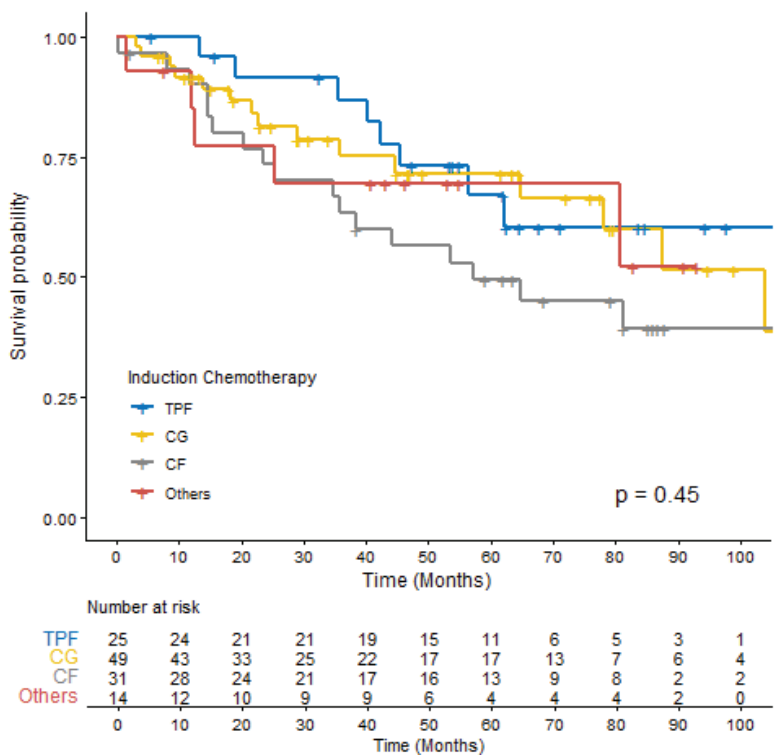 1.00
0.75
0.50
0.25
0.00
Survival probability
Induction Chemotherapy
TPF
CG
CF
Others
p = 0.45
0 10 20 30 40 50 60 70 80 90 100
Time (Months)
Number at risk
TPF 25 24 21 21 19 15 11 6 5 3 1
CG 49 43 33 25 22 17 17 13 7 6 4
CF 31 28 24 21 17 16 13 9 8 2 2
Others 14 12 10 9 9 6 4 4 4 2 0
0 10 20 30 40 50 60 70 80 90 100
Time (Months)